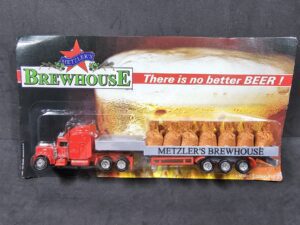 METZLER'S
BREWHOUSE
There is no better BEER !
METZLER'S BREWHOUSE